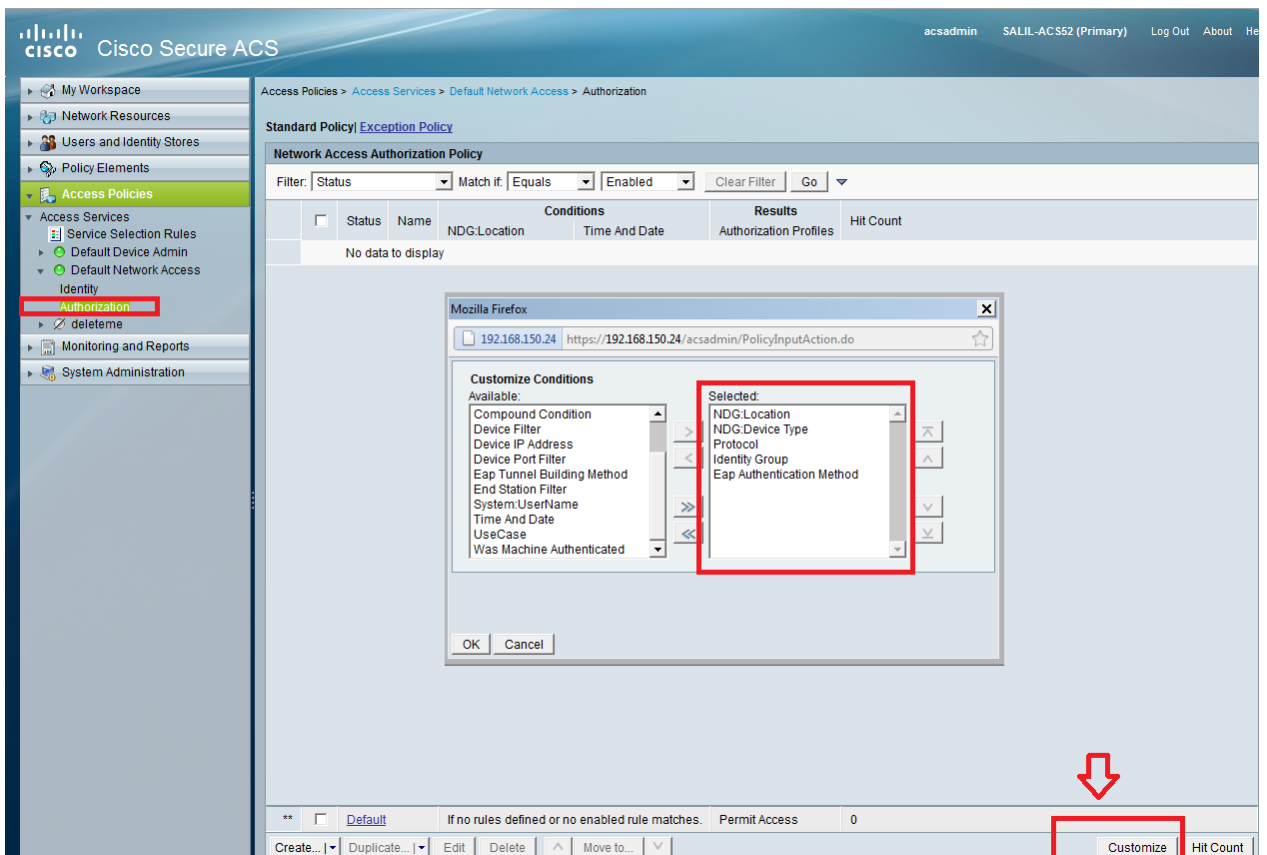 acsadmin SALIL-ACS52 (Primary) Log Out About He
CISCO Cisco Secure ACS
My Workspace
Network Resources
Users and Identity Stores
Policy Elements
Access Policies
Access Services
Service Selection Rules
Default Device Admin
Default Network Access
Identity
Authorization
deleteme
Monitoring and Reports
System Administration
Access Policies > Access Services > Default Network Access > Authorization
Standard Policy| Exception Policy
Network Access Authorization Policy
Filter: Status Match if: Equals Enabled Clear Filter Go
Conditions Results
Status Name NDG:Location Time And Date Authorization Profiles Hit Count
No data to display
Mozilla Firefox
192.168.150.24 https://192.168.150.24/acsadmin/PolicyInputAction.do
Customize Conditions
Available:
Compound Condition
Device Filter
Device IP Address
Device Port Filter
Eap Tunnel Building Method
End Station Filter
System:UserName
Time And Date
UseCase
Was Machine Authenticated
> 
<
>>
<<
Selected:
NDG:Location
NDG:Device Type
Protocol
Identity Group
Eap Authentication Method
OK Cancel
** Default If no rules defined or no enabled rule matches. Permit Access 0
Create... | Duplicate... | Edit Delete Move to... Customize Hit Count